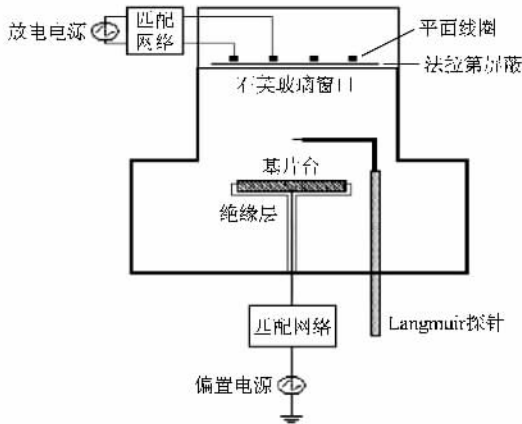 放电电源
匹配
网络
平面线圈
法拉第屏蔽
石英玻璃窗口
基片台
绝缘层
匹配网络
Langmuir探针
偏置电源